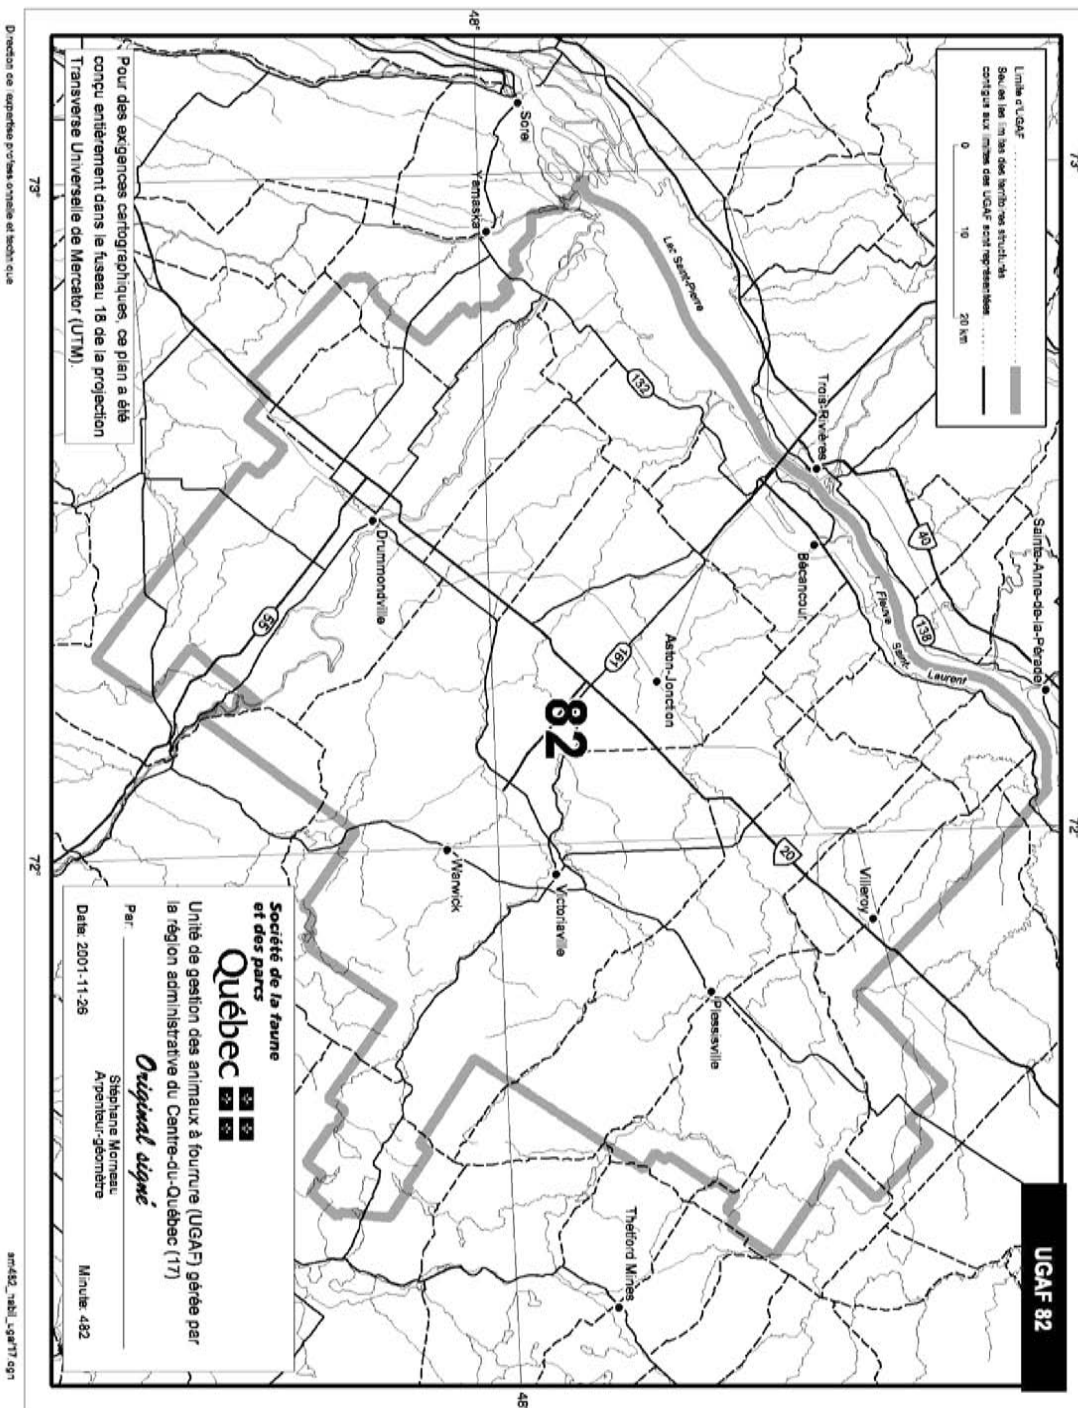 UGAF 82
73°
72°
Limite d'UGAF
Seules les limites des territoires structurés
contigus aux limites des UGAF sont représentées
0 10 20 km
Sainte-Anne-de-la-Pérade
40
138
Trois-Rivières
Bécancour
Fleuve
Saint-
Laurent
Lac Saint-Pierre
132
Villeroy
20
Aston-Jonction
161
82
Plessisville
Thetford Mines
48°
Yamaska
Victoriaville
Warwick
Drummondville
55
46
Pour des exigences cartographiques, ce plan a été
conçu entièrement dans le fuseau 18 de la projection
Transverse Universelle de Mercator (UTM).
Société de la faune
et des parcs
Québec
Unité de gestion des animaux à fourrure (UGAF) gérée par
la région administrative du Centre-du-Québec (17)
Original signé
Par:
Stéphane Morneau
Arpenteur-géomètre
Date: 2001-11-26
Minute: 482
73°
72°
Direction de l'expertise professionnelle et technique